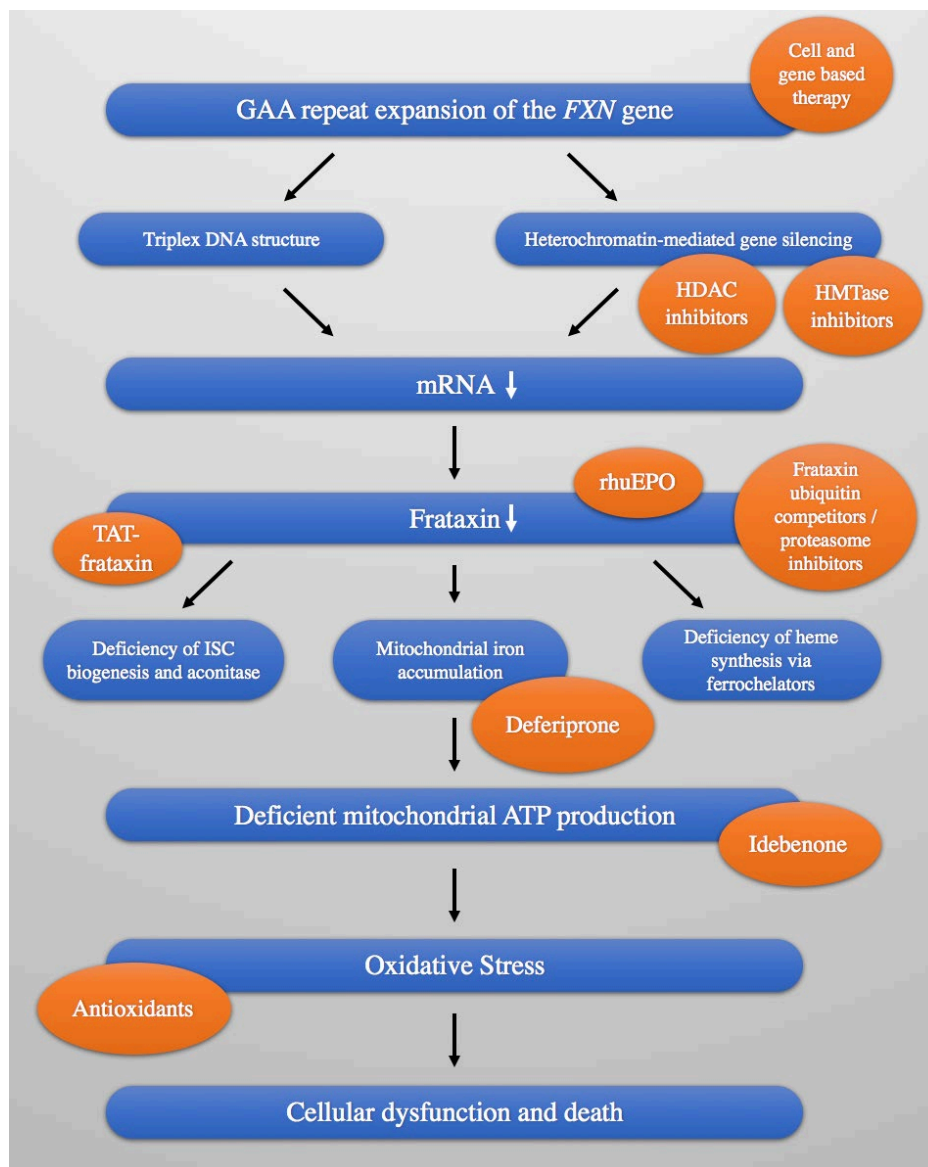 Cell and
gene based
therapy
GAA repeat expansion of the FXN gene
Triplex DNA structure
Heterochromatin-mediated gene silencing
HDAC
inhibitors
HMTase
inhibitors
mRNA ↓
rhuEPO
Frataxin
ubiquitin
competitors /
proteasome
inhibitors
Frataxin ↓
TAT-
frataxin
Deficiency of ISC
biogenesis and aconitase
Mitochondrial iron
accumulation
Deficiency of heme
synthesis via
ferrochelators
Deferiprone
Deficient mitochondrial ATP production
Idebenone
Oxidative Stress
Antioxidants
Cellular dysfunction and death